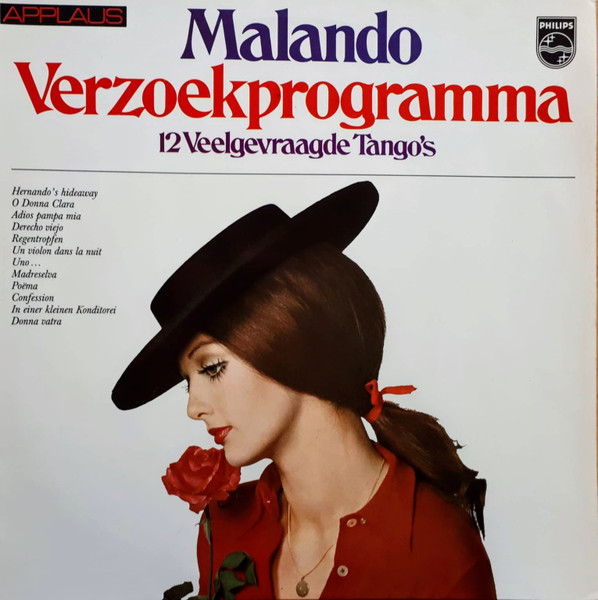 APPLAUS
Malando
PHILIPS
Verzoekprogramma
12 Veelgevraagde Tango's
Hernando's hideaway
O Donna Clara
Adios pampa mia
Derecho viejo
Regentropfen
Un violon dans la nuit
Uno...
Madreselva
Poëma
Confession
In einer kleinen Konditorei
Donna vatra